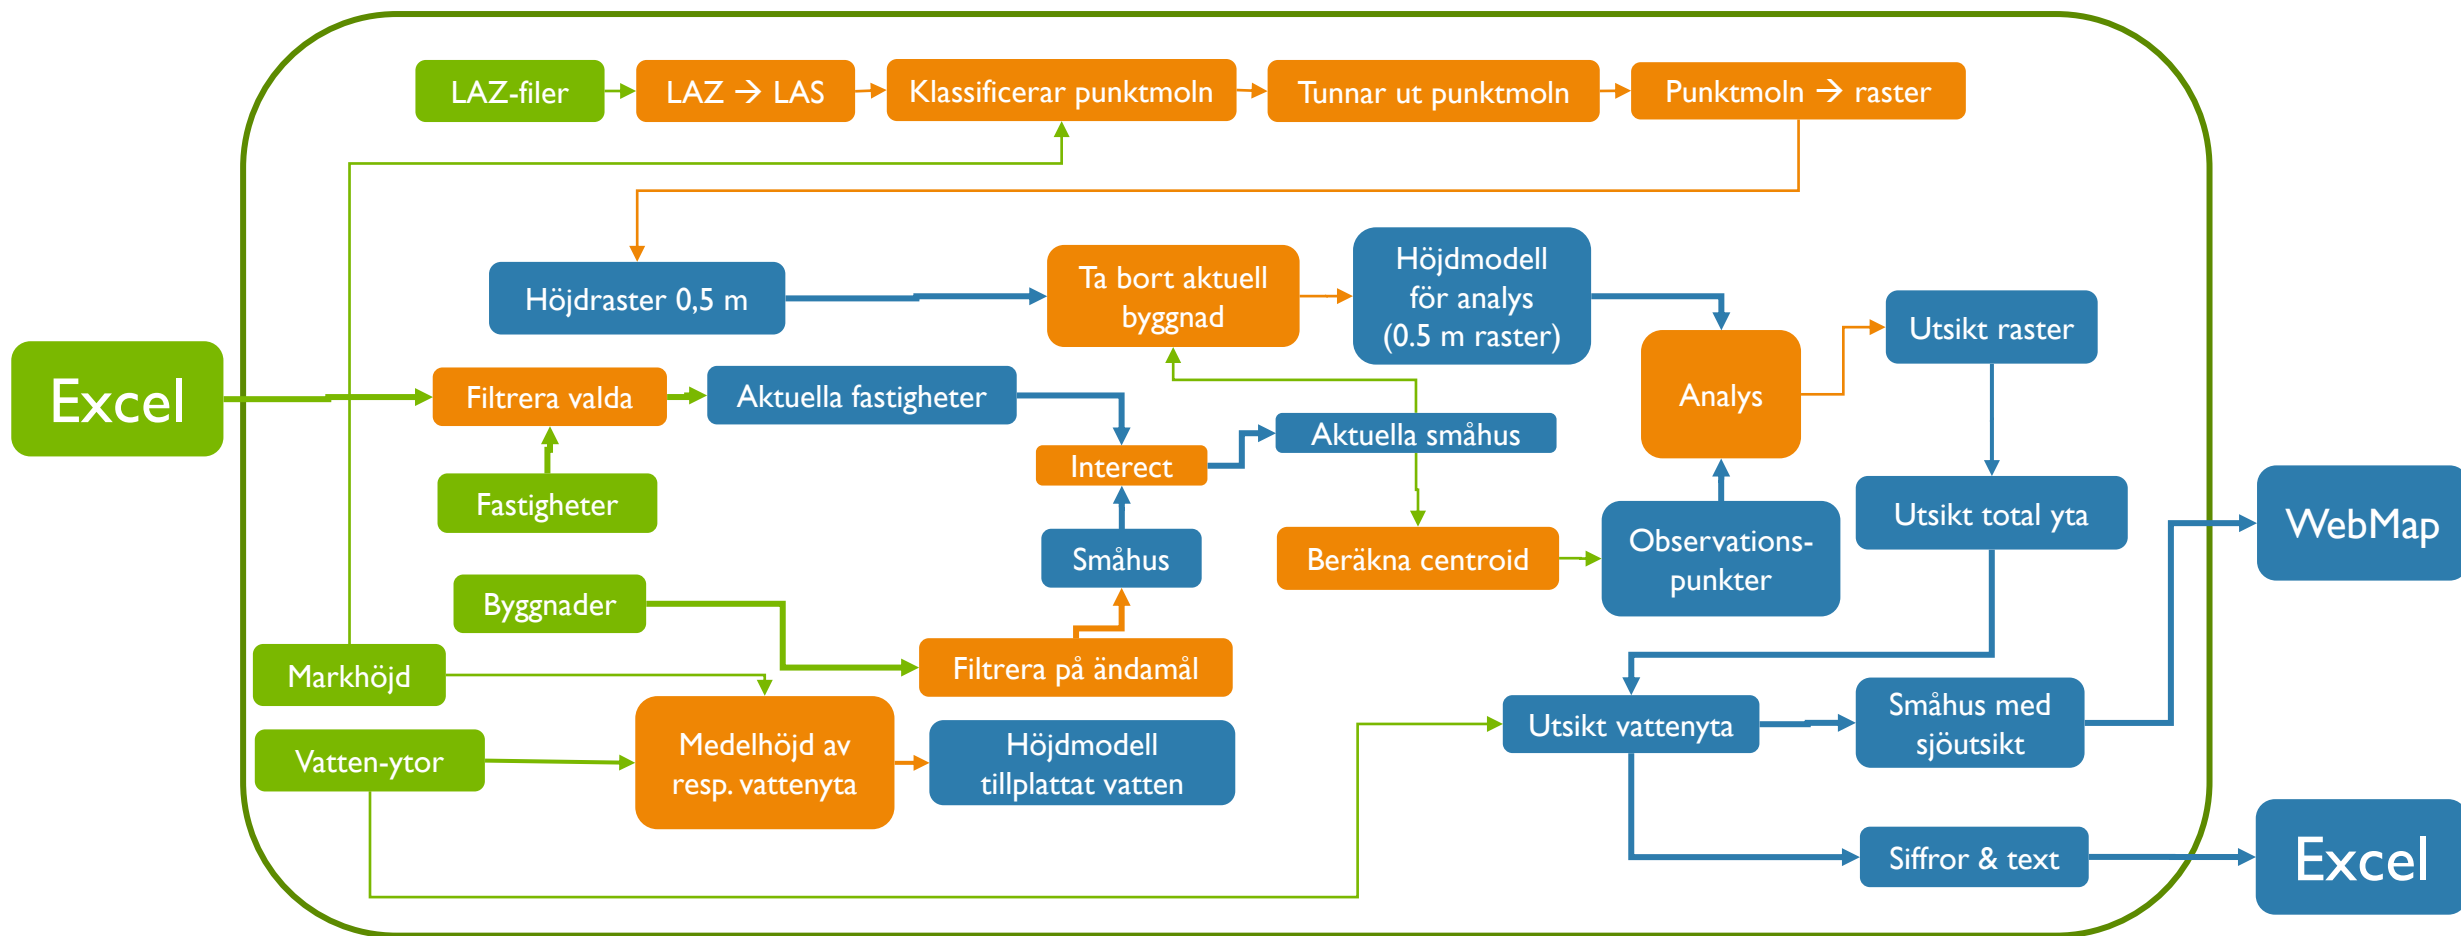 LAZ-filer
LAZ → LAS
Klassificerar punktmoln
Tunnar ut punktmoln
Punktmoln → raster
Höjdraster 0,5 m
Ta bort aktuell
byggnad
Höjdmodell
för analys
(0.5 m raster)
Utsikt raster
Excel
Filtrera valda
Aktuella fastigheter
Analys
Aktuella småhus
Interect
Fastigheter
Utsikt total yta
WebMap
Småhus
Beräkna centroid
Observations-
punkter
Byggnader
Markhöjd
Filtrera på ändamål
Vatten-ytor
Medelhöjd av
resp. vattenyta
Höjdmodell
tillplattat vatten
Utsikt vattenyta
Småhus med
sjöutsikt
Siffror & text
Excel